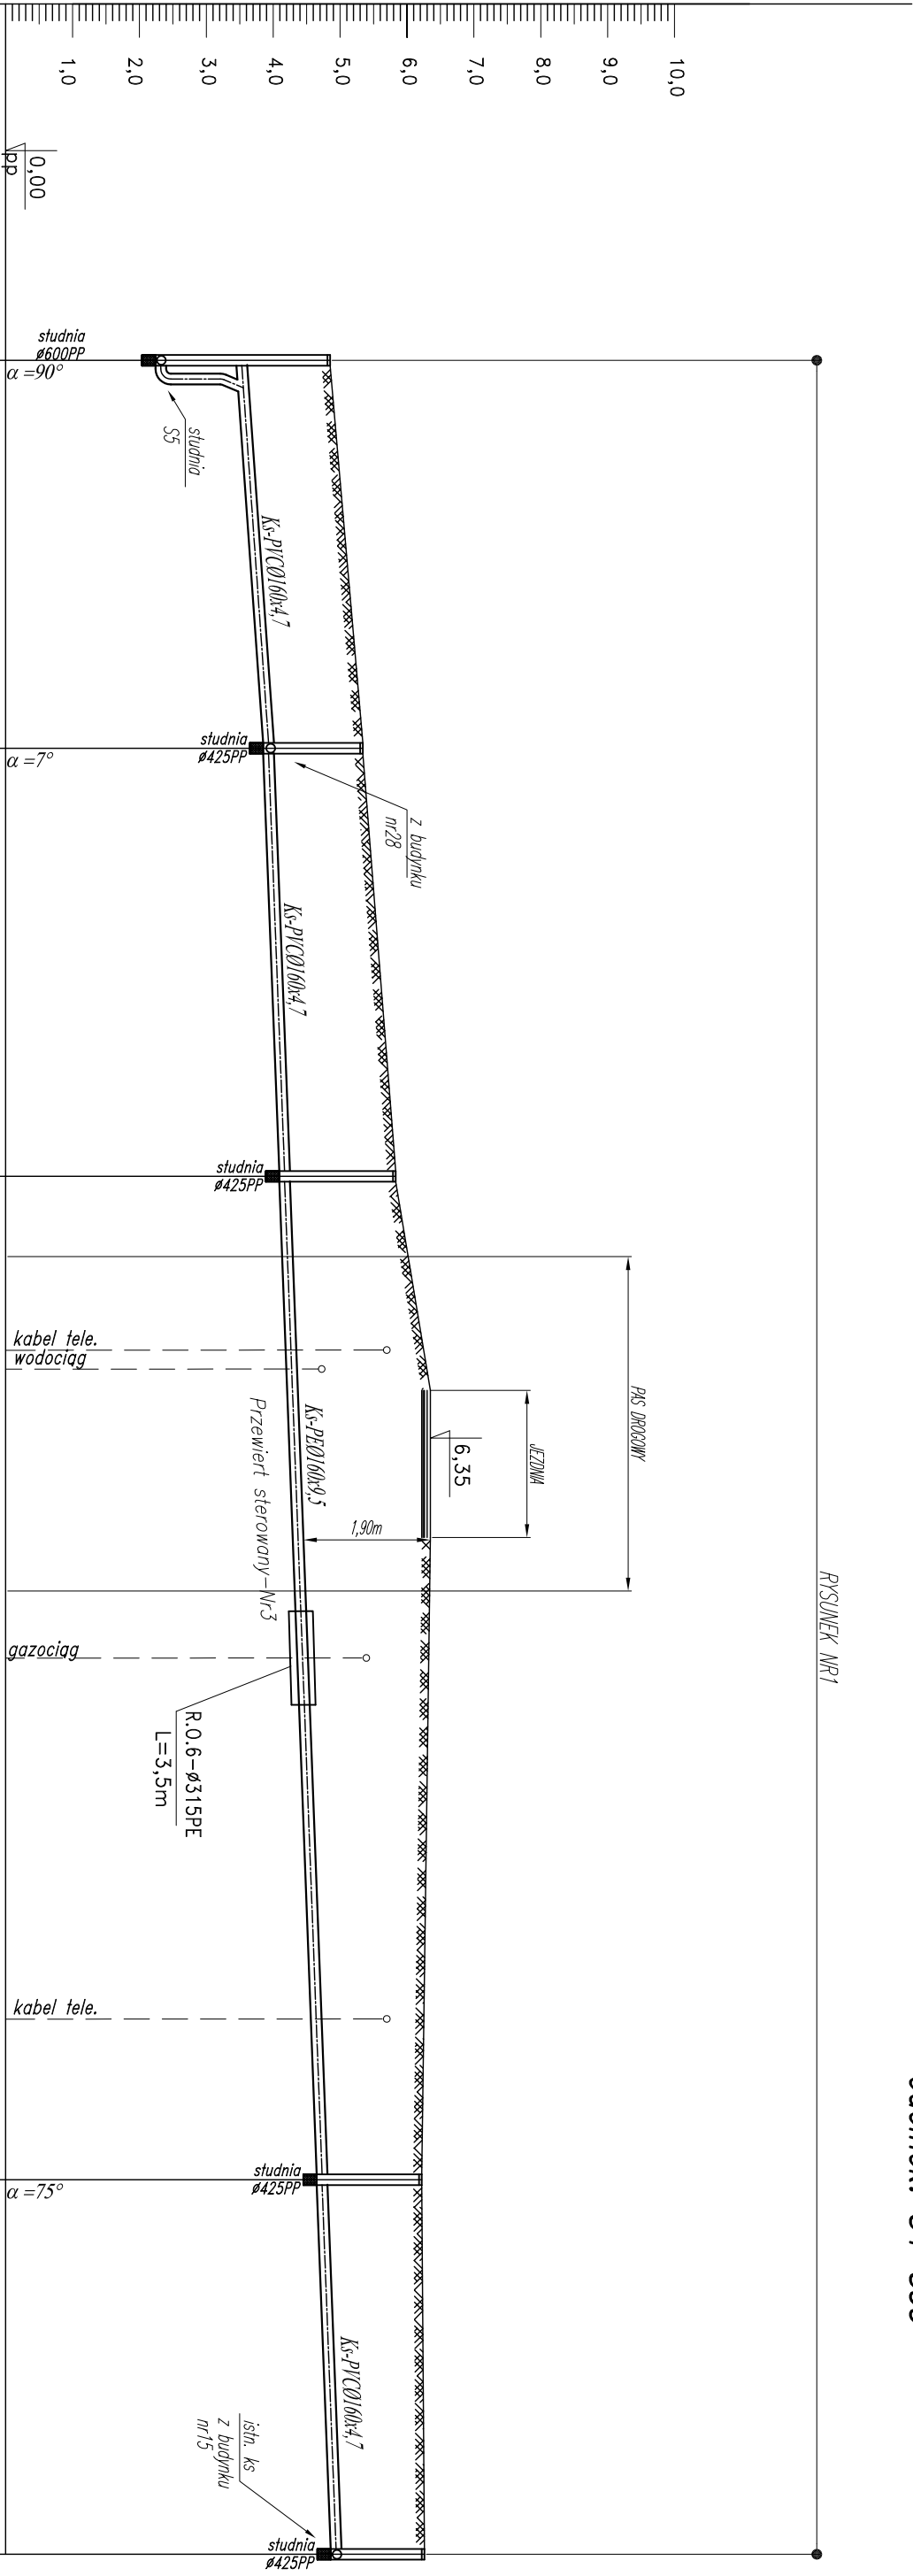 10,0
9,0
8,0
7,0
6,0
5,0
4,0
3,0
2,0
1,0
0,00
pp
RYSUNEK NR1
PAS DROGOWY
JEZDNIA
6,35
1,90m
z budynku
nr28
Ks-PVCØ160x4,7
Ks-PVCØ160x4,7
Ks-PEØ160x9,5
Przewiert sterowany-Nr3
Ks-PVCØ160x4,7
studnia
S5
R.O.6-ø315PE
L=3,5m
istn. ks
z budynku
nr15
studnia
ø600PP
α =90°
studnia
ø425PP
α =7°
studnia
ø425PP
kabel tele.
wodociąg
gazociąg
kabel tele.
studnia
ø425PP
α =75°
studnia
ø425PP